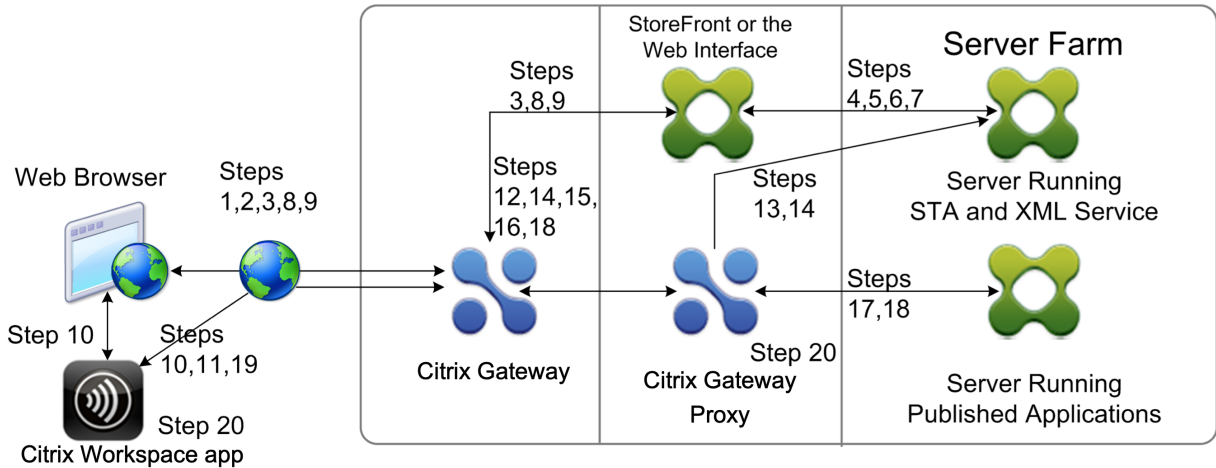 StoreFront or the
Web Interface
Server Farm
Steps
3,8,9
Steps
4,5,6,7
Web Browser
Steps
1,2,3,8,9
Steps
12,14,15,
16,18
Steps
13,14
Server Running
STA and XML Service
Steps
17,18
Step 10
Steps
10,11,19
Citrix Gateway
Step 20
Citrix Gateway
Proxy
Server Running
Published Applications
Step 20
Citrix Workspace app